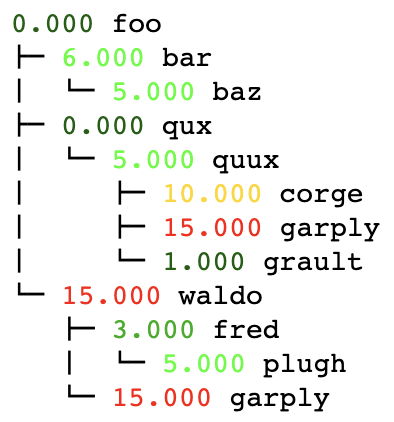 0.000 foo
├─ 6.000 bar
│  └─ 5.000 baz
├─ 0.000 qux
│  └─ 5.000 quux
│     ├─ 10.000 corge
│     ├─ 15.000 garply
│     └─ 1.000 grault
└─ 15.000 waldo
   ├─ 3.000 fred
   │  └─ 5.000 plugh
   └─ 15.000 garply